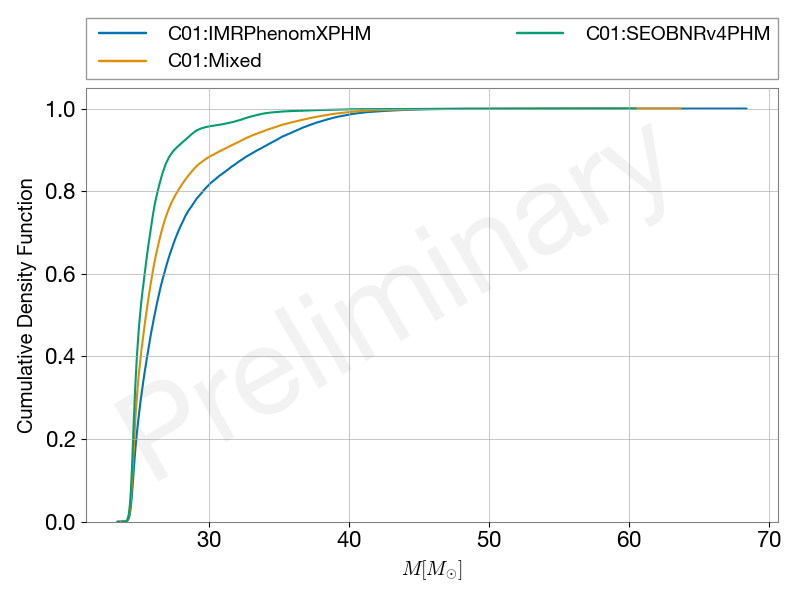 C01:IMRPhenomXPHM
C01:Mixed
C01:SEOBNRv4PHM
1.0
0.8
0.6
0.4
0.2
0.0
Cumulative Density Function
Preliminary
30 40 50 60 70
M[M☉]